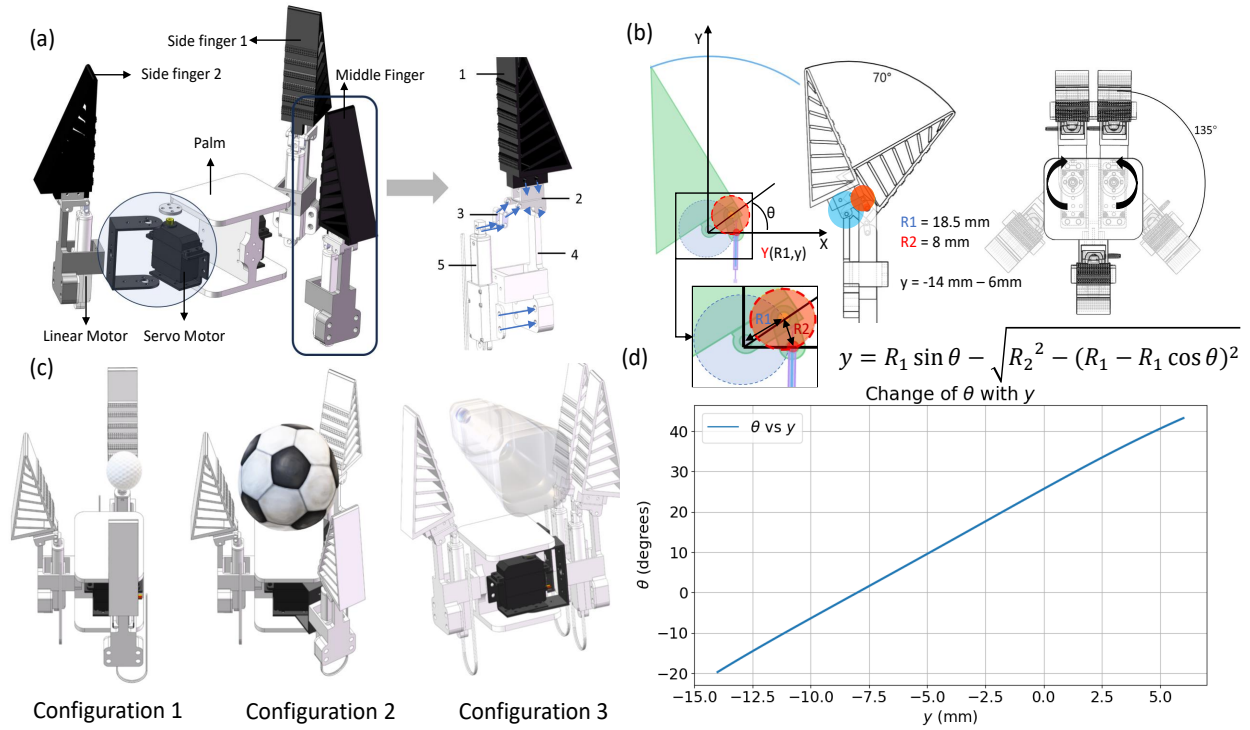 (a)
Side finger 1
Side finger 2
Middle Finger
Palm
Linear Motor
Servo Motor
1
2
3
4
5
(b)
Y
X
θ
Y(R1,y)
R1
R2
70°
R1 = 18.5 mm
R2 = 8 mm
y = -14 mm – 6mm
135°
(c)
Configuration 1
Configuration 2
Configuration 3
(d)
y = R₁ sin θ − √(R₂² − (R₁ − R₁ cos θ)²)
Change of θ with y
θ vs y
40
30
20
10
0
−10
−20
θ (degrees)
−15.0
−12.5
−10.0
−7.5
−5.0
−2.5
0.0
2.5
5.0
y (mm)